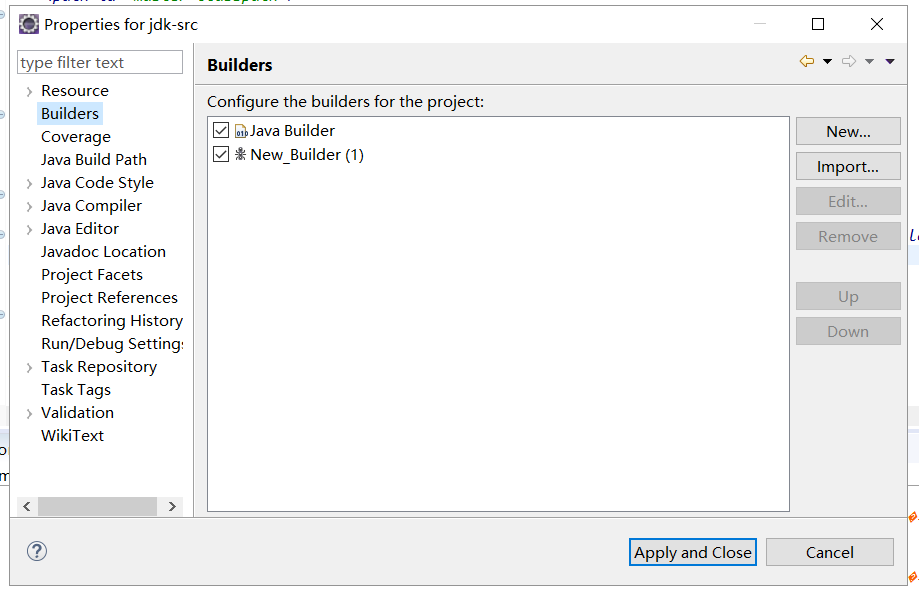 Properties for jdk-src
type filter text
Resource
Builders
Coverage
Java Build Path
Java Code Style
Java Compiler
Java Editor
Javadoc Location
Project Facets
Project References
Refactoring History
Run/Debug Settings
Task Repository
Task Tags
Validation
WikiText
Builders
Configure the builders for the project:
Java Builder
New_Builder (1)
New...
Import...
Edit...
Remove
Up
Down
Apply and Close
Cancel